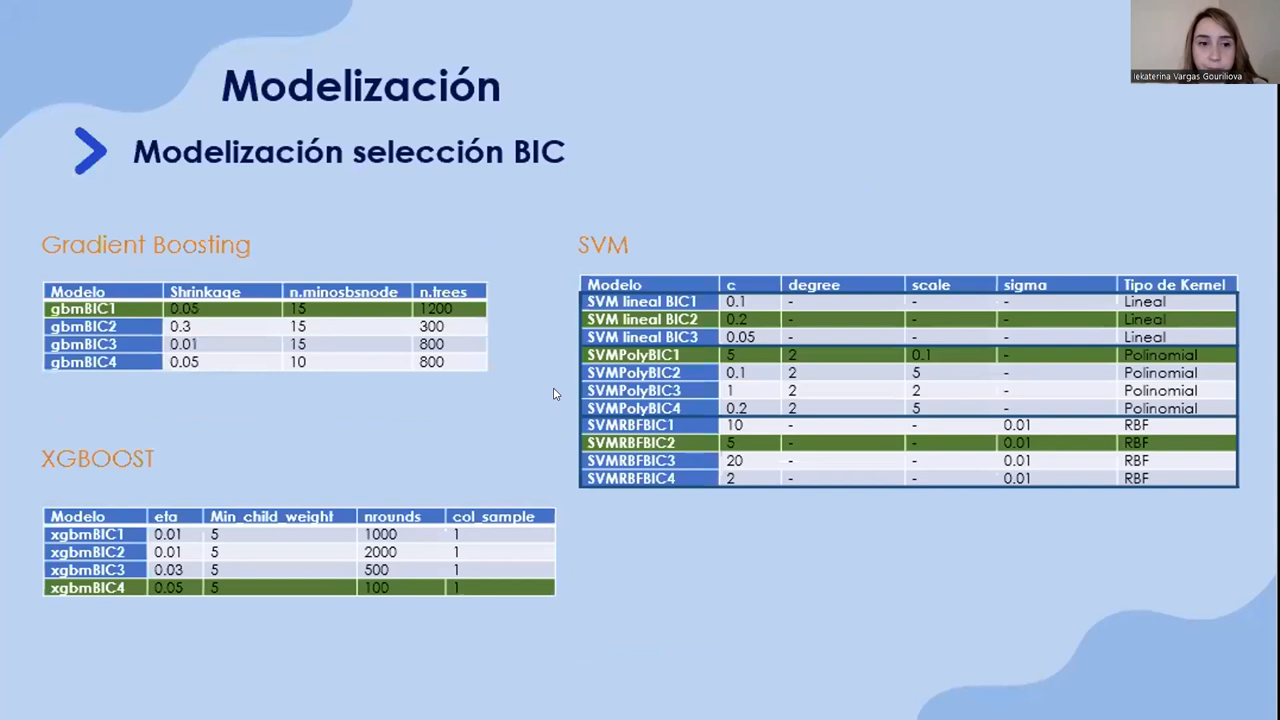 Iekaterina Vargas Gouriliova
Modelización
Modelización selección BIC
Gradient Boosting
Modelo Shrinkage n.minosbsnode n.trees
gbmBIC1 0.05 15 1200
gbmBIC2 0.3 15 300
gbmBIC3 0.01 15 800
gbmBIC4 0.05 10 800
XGBOOST
Modelo eta Min_child_weight nrounds col_sample
xgbmBIC1 0.01 5 1000 1
xgbmBIC2 0.01 5 2000 1
xgbmBIC3 0.03 5 500 1
xgbmBIC4 0.05 5 100 1
SVM
Modelo c degree scale sigma Tipo de Kernel
SVM lineal BIC1 0.1 - - - Lineal
SVM lineal BIC2 0.2 - - - Lineal
SVM lineal BIC3 0.05 - - - Lineal
SVMPolyBIC1 5 2 0.1 - Polinomial
SVMPolyBIC2 0.1 2 5 - Polinomial
SVMPolyBIC3 1 2 2 - Polinomial
SVMPolyBIC4 0.2 2 5 - Polinomial
SVMRBFBIC1 10 - - 0.01 RBF
SVMRBFBIC2 5 - - 0.01 RBF
SVMRBFBIC3 20 - - 0.01 RBF
SVMRBFBIC4 2 - - 0.01 RBF